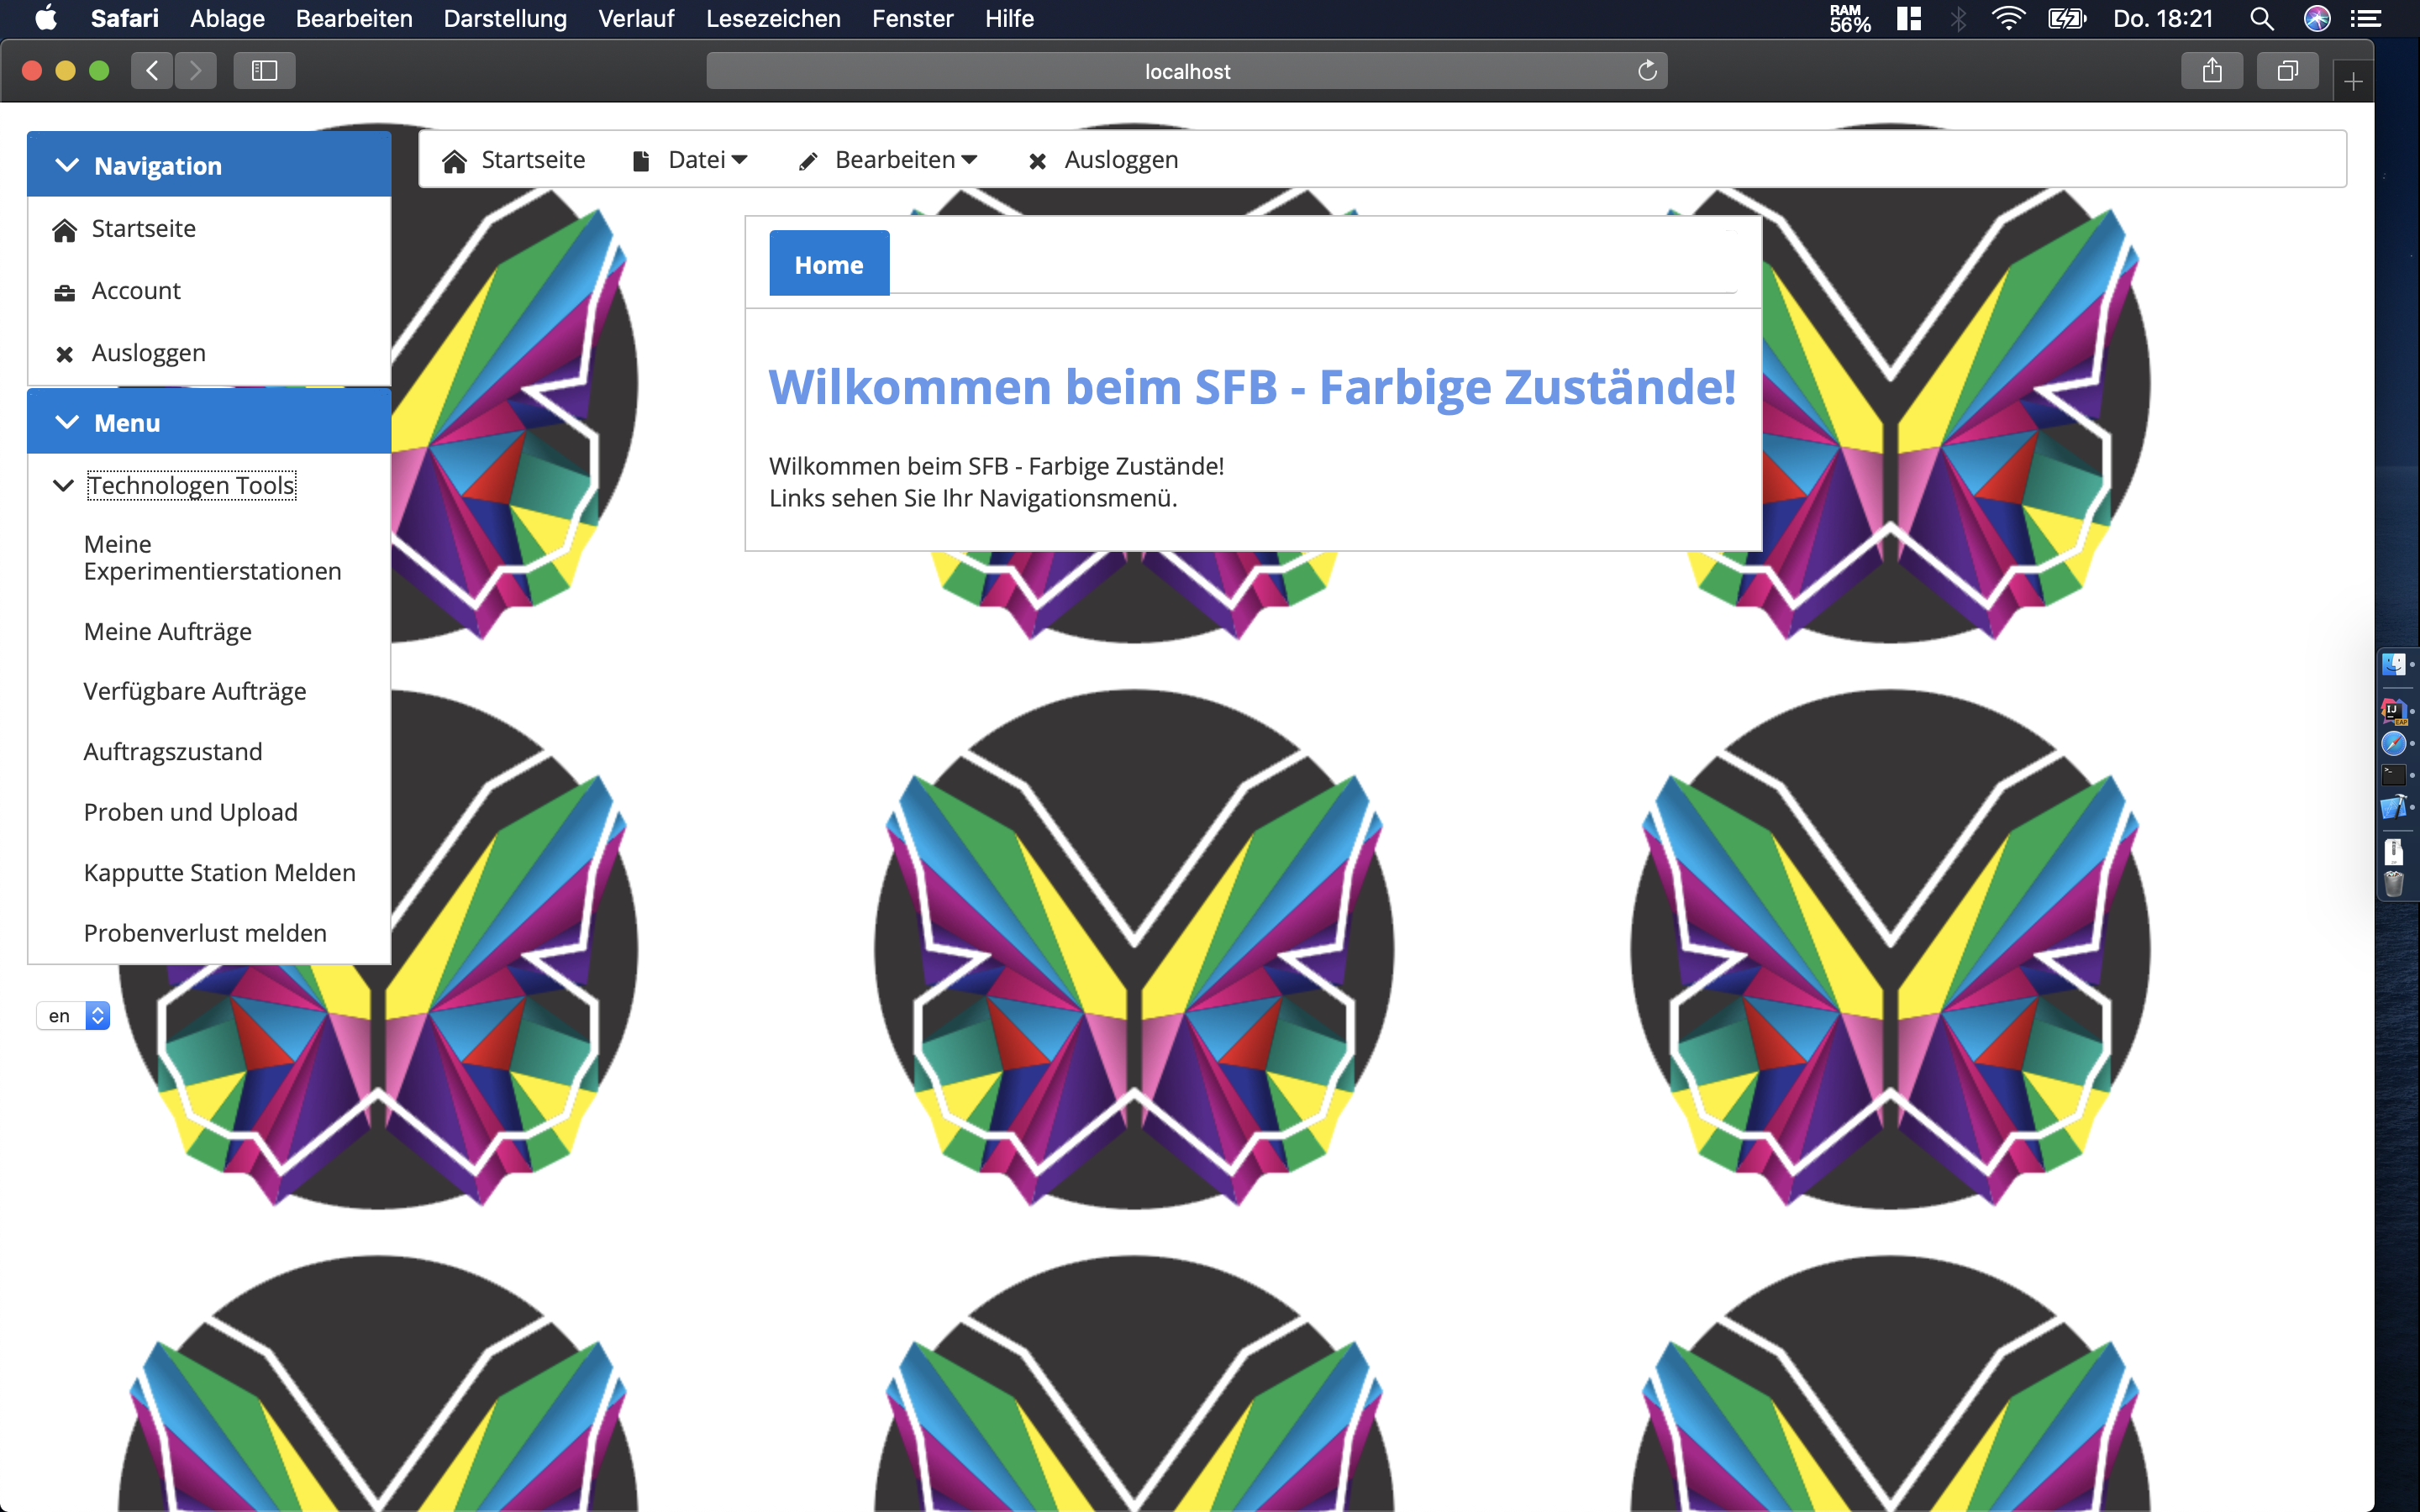 Safari Ablage Bearbeiten Darstellung Verlauf Lesezeichen Fenster Hilfe RAM 56% Do. 18:21
localhost
Navigation
Startseite
Account
Ausloggen
Menu
Technologen Tools
Meine
Experimentierstationen
Meine Aufträge
Verfügbare Aufträge
Auftragszustand
Proben und Upload
Kapputte Station Melden
Probenverlust melden
en
Startseite Datei Bearbeiten Ausloggen
Home
Wilkommen beim SFB - Farbige Zustände!
Wilkommen beim SFB - Farbige Zustände!
Links sehen Sie Ihr Navigationsmenü.
IJ
EAP